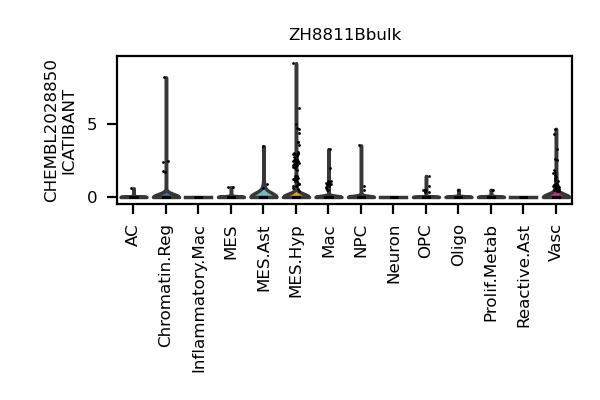 ZH8811Bbulk
CHEMBL2028850
ICATIBANT
5
0
AC
Chromatin.Reg
Inflammatory.Mac
MES
MES.Ast
MES.Hyp
Mac
NPC
Neuron
OPC
Oligo
Prolif.Metab
Reactive.Ast
Vasc